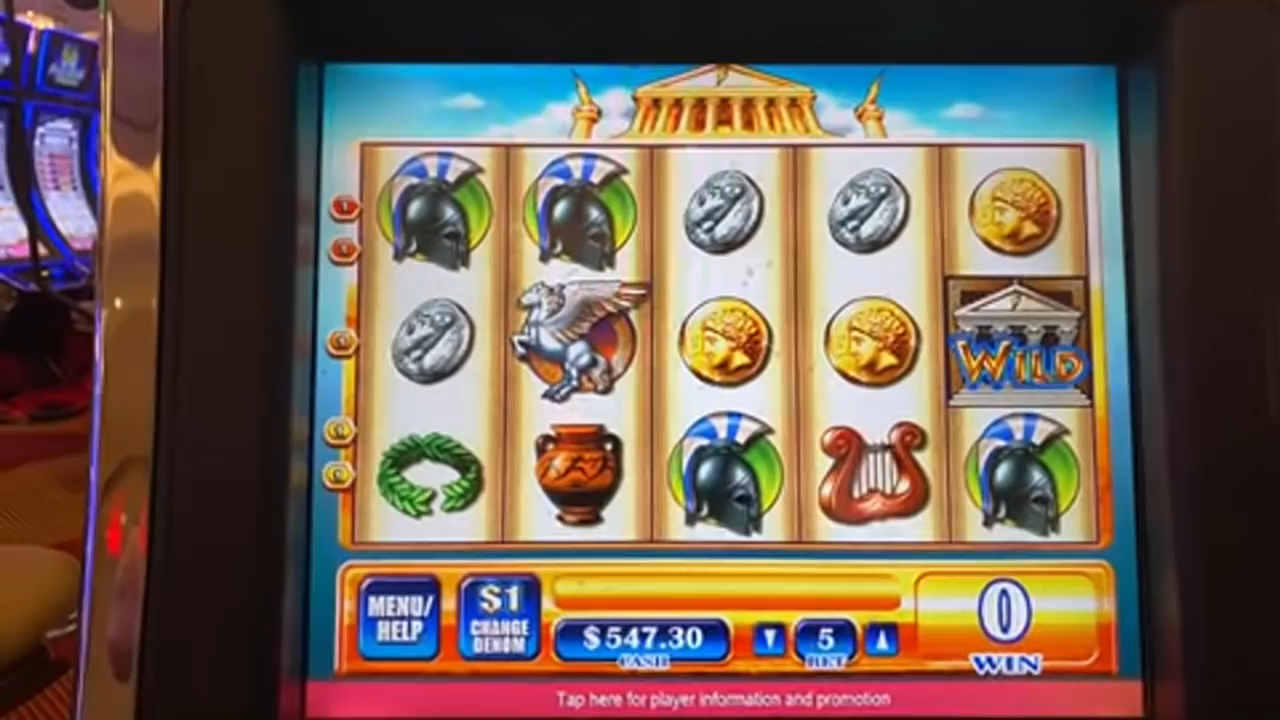 WILD
MENU/
HELP
$1
CHANGE
DENOM
$547.30
CASH
5
BET
0
WIN
Tap here for player information and promotion